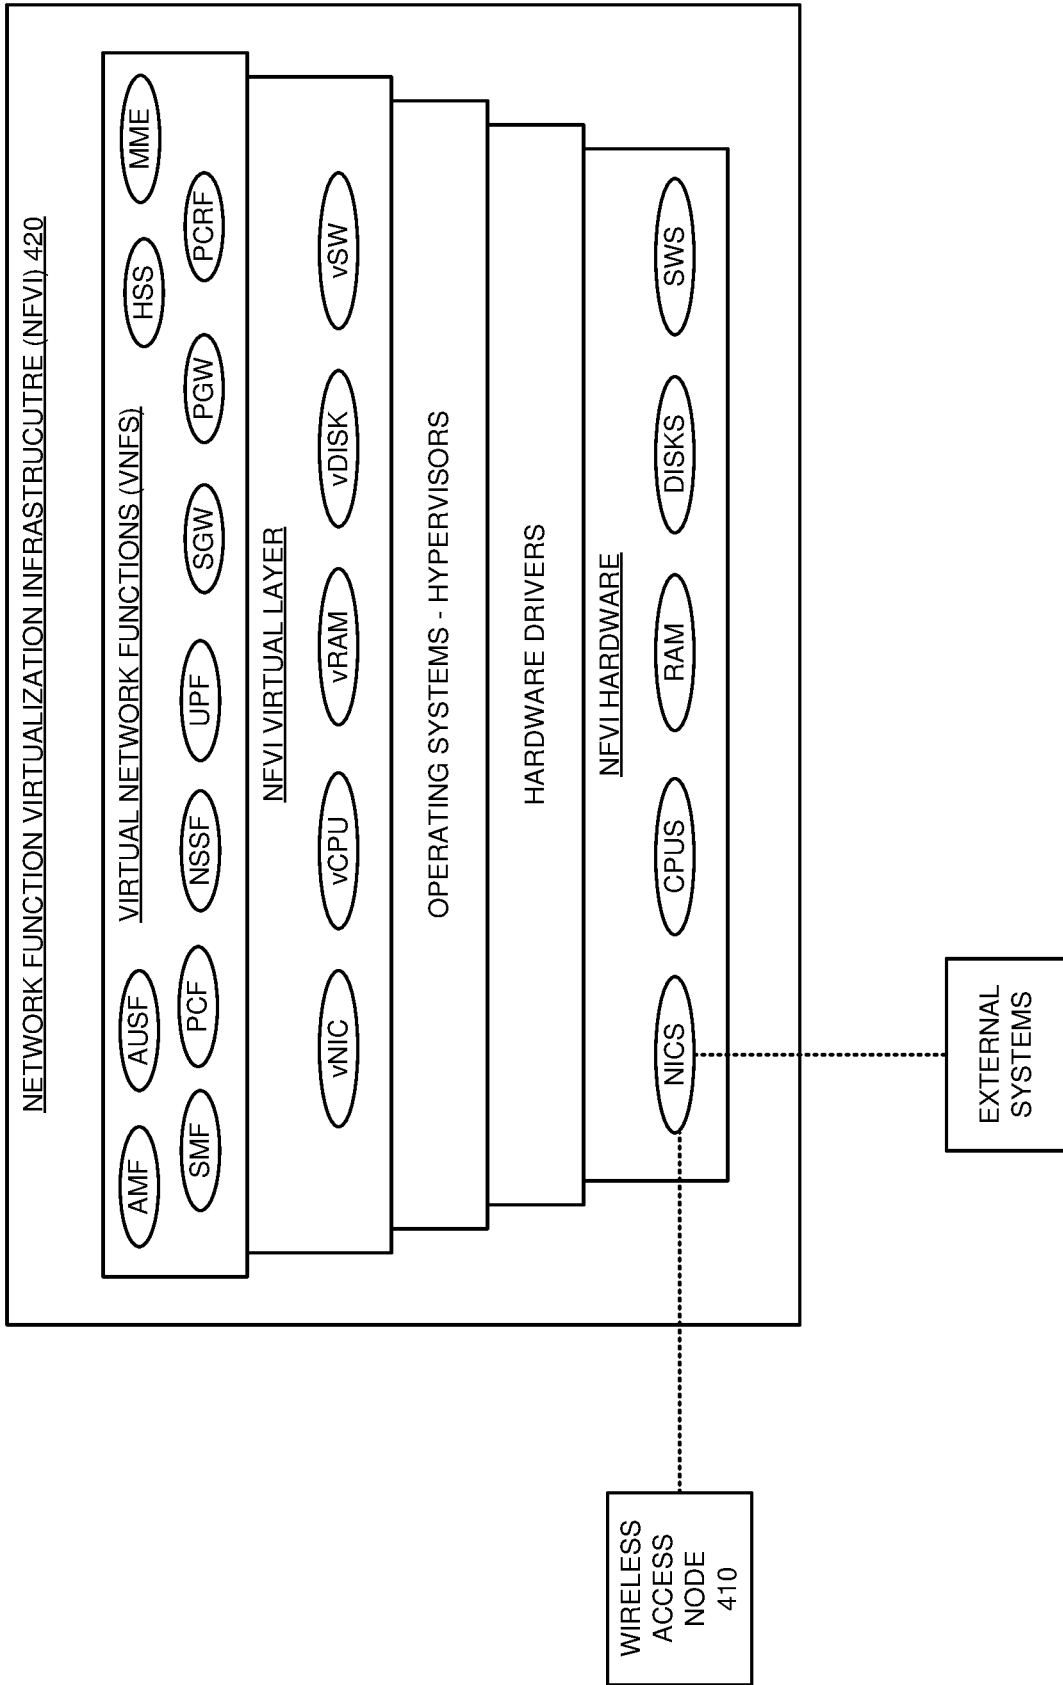 NETWORK FUNCTION VIRTUALIZATION INFRASTRUCUTRE (NFVI) 420
VIRTUAL NETWORK FUNCTIONS (VNFS)
AMF
AUSF
HSS
MME
SMF
PCF
NSSF
UPF
SGW
PGW
PCRF
NFVI VIRTUAL LAYER
vNIC
vCPU
vRAM
vDISK
vSW
OPERATING SYSTEMS - HYPERVISORS
HARDWARE DRIVERS
NFVI HARDWARE
NICS
CPUS
RAM
DISKS
SWS
WIRELESS
ACCESS
NODE
410
EXTERNAL
SYSTEMS